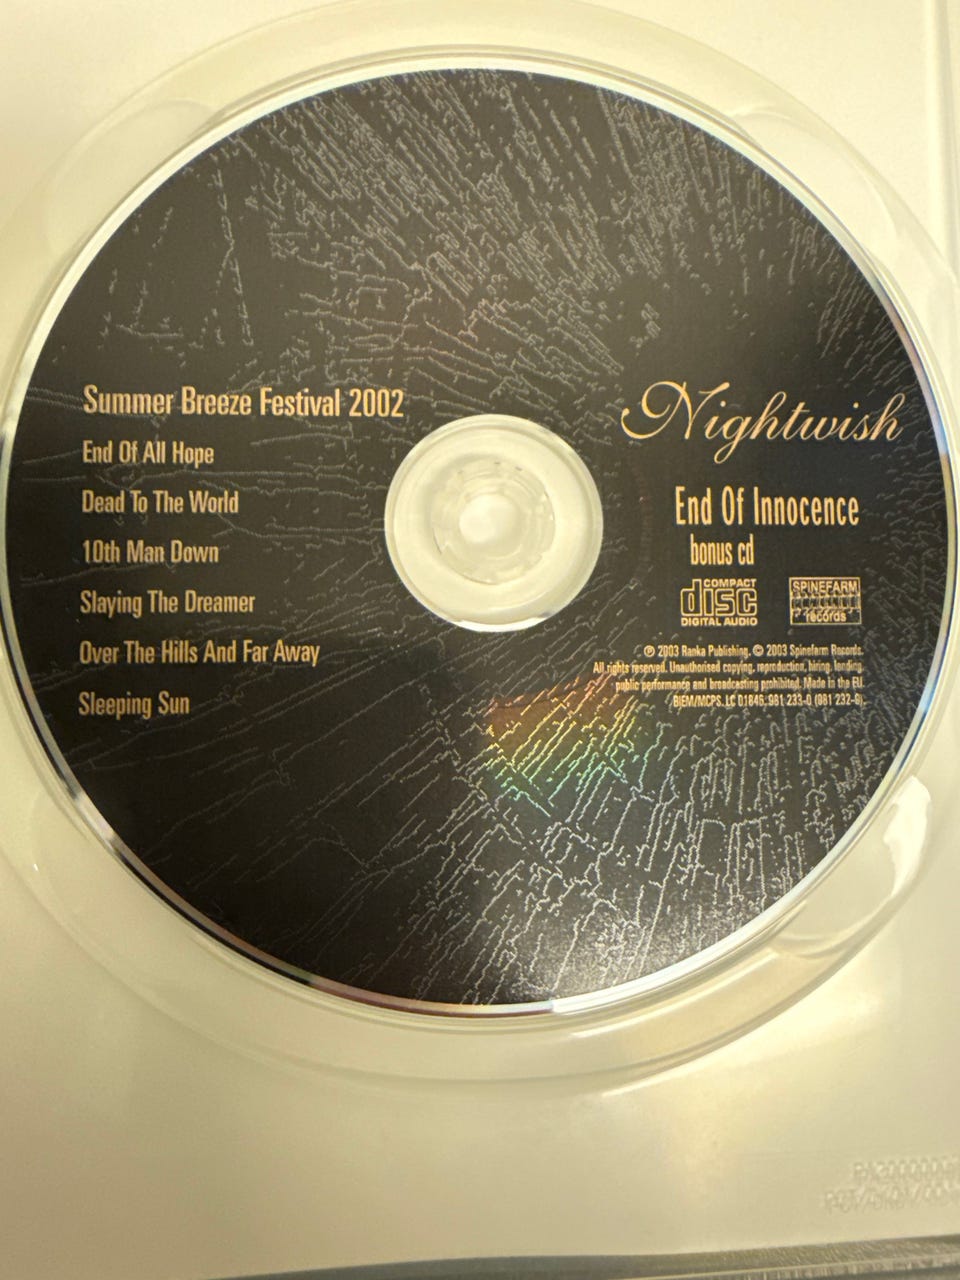 Summer Breeze Festival 2002
End Of All Hope
Dead To The World
10th Man Down
Slaying The Dreamer
Over The Hills And Far Away
Sleeping Sun
Nightwish
End Of Innocence
bonus cd
COMPACT
disc
DIGITAL AUDIO
SPINEFARM
records
℗ 2003 Ranka Publishing. © 2003 Spinefarm Records.
All rights reserved. Unauthorised copying, reproduction, hiring, lending,
public performance and broadcasting prohibited. Made in the EU.
BIEM/MCPS. LC 01846. 981 233-0 (981 232-9).